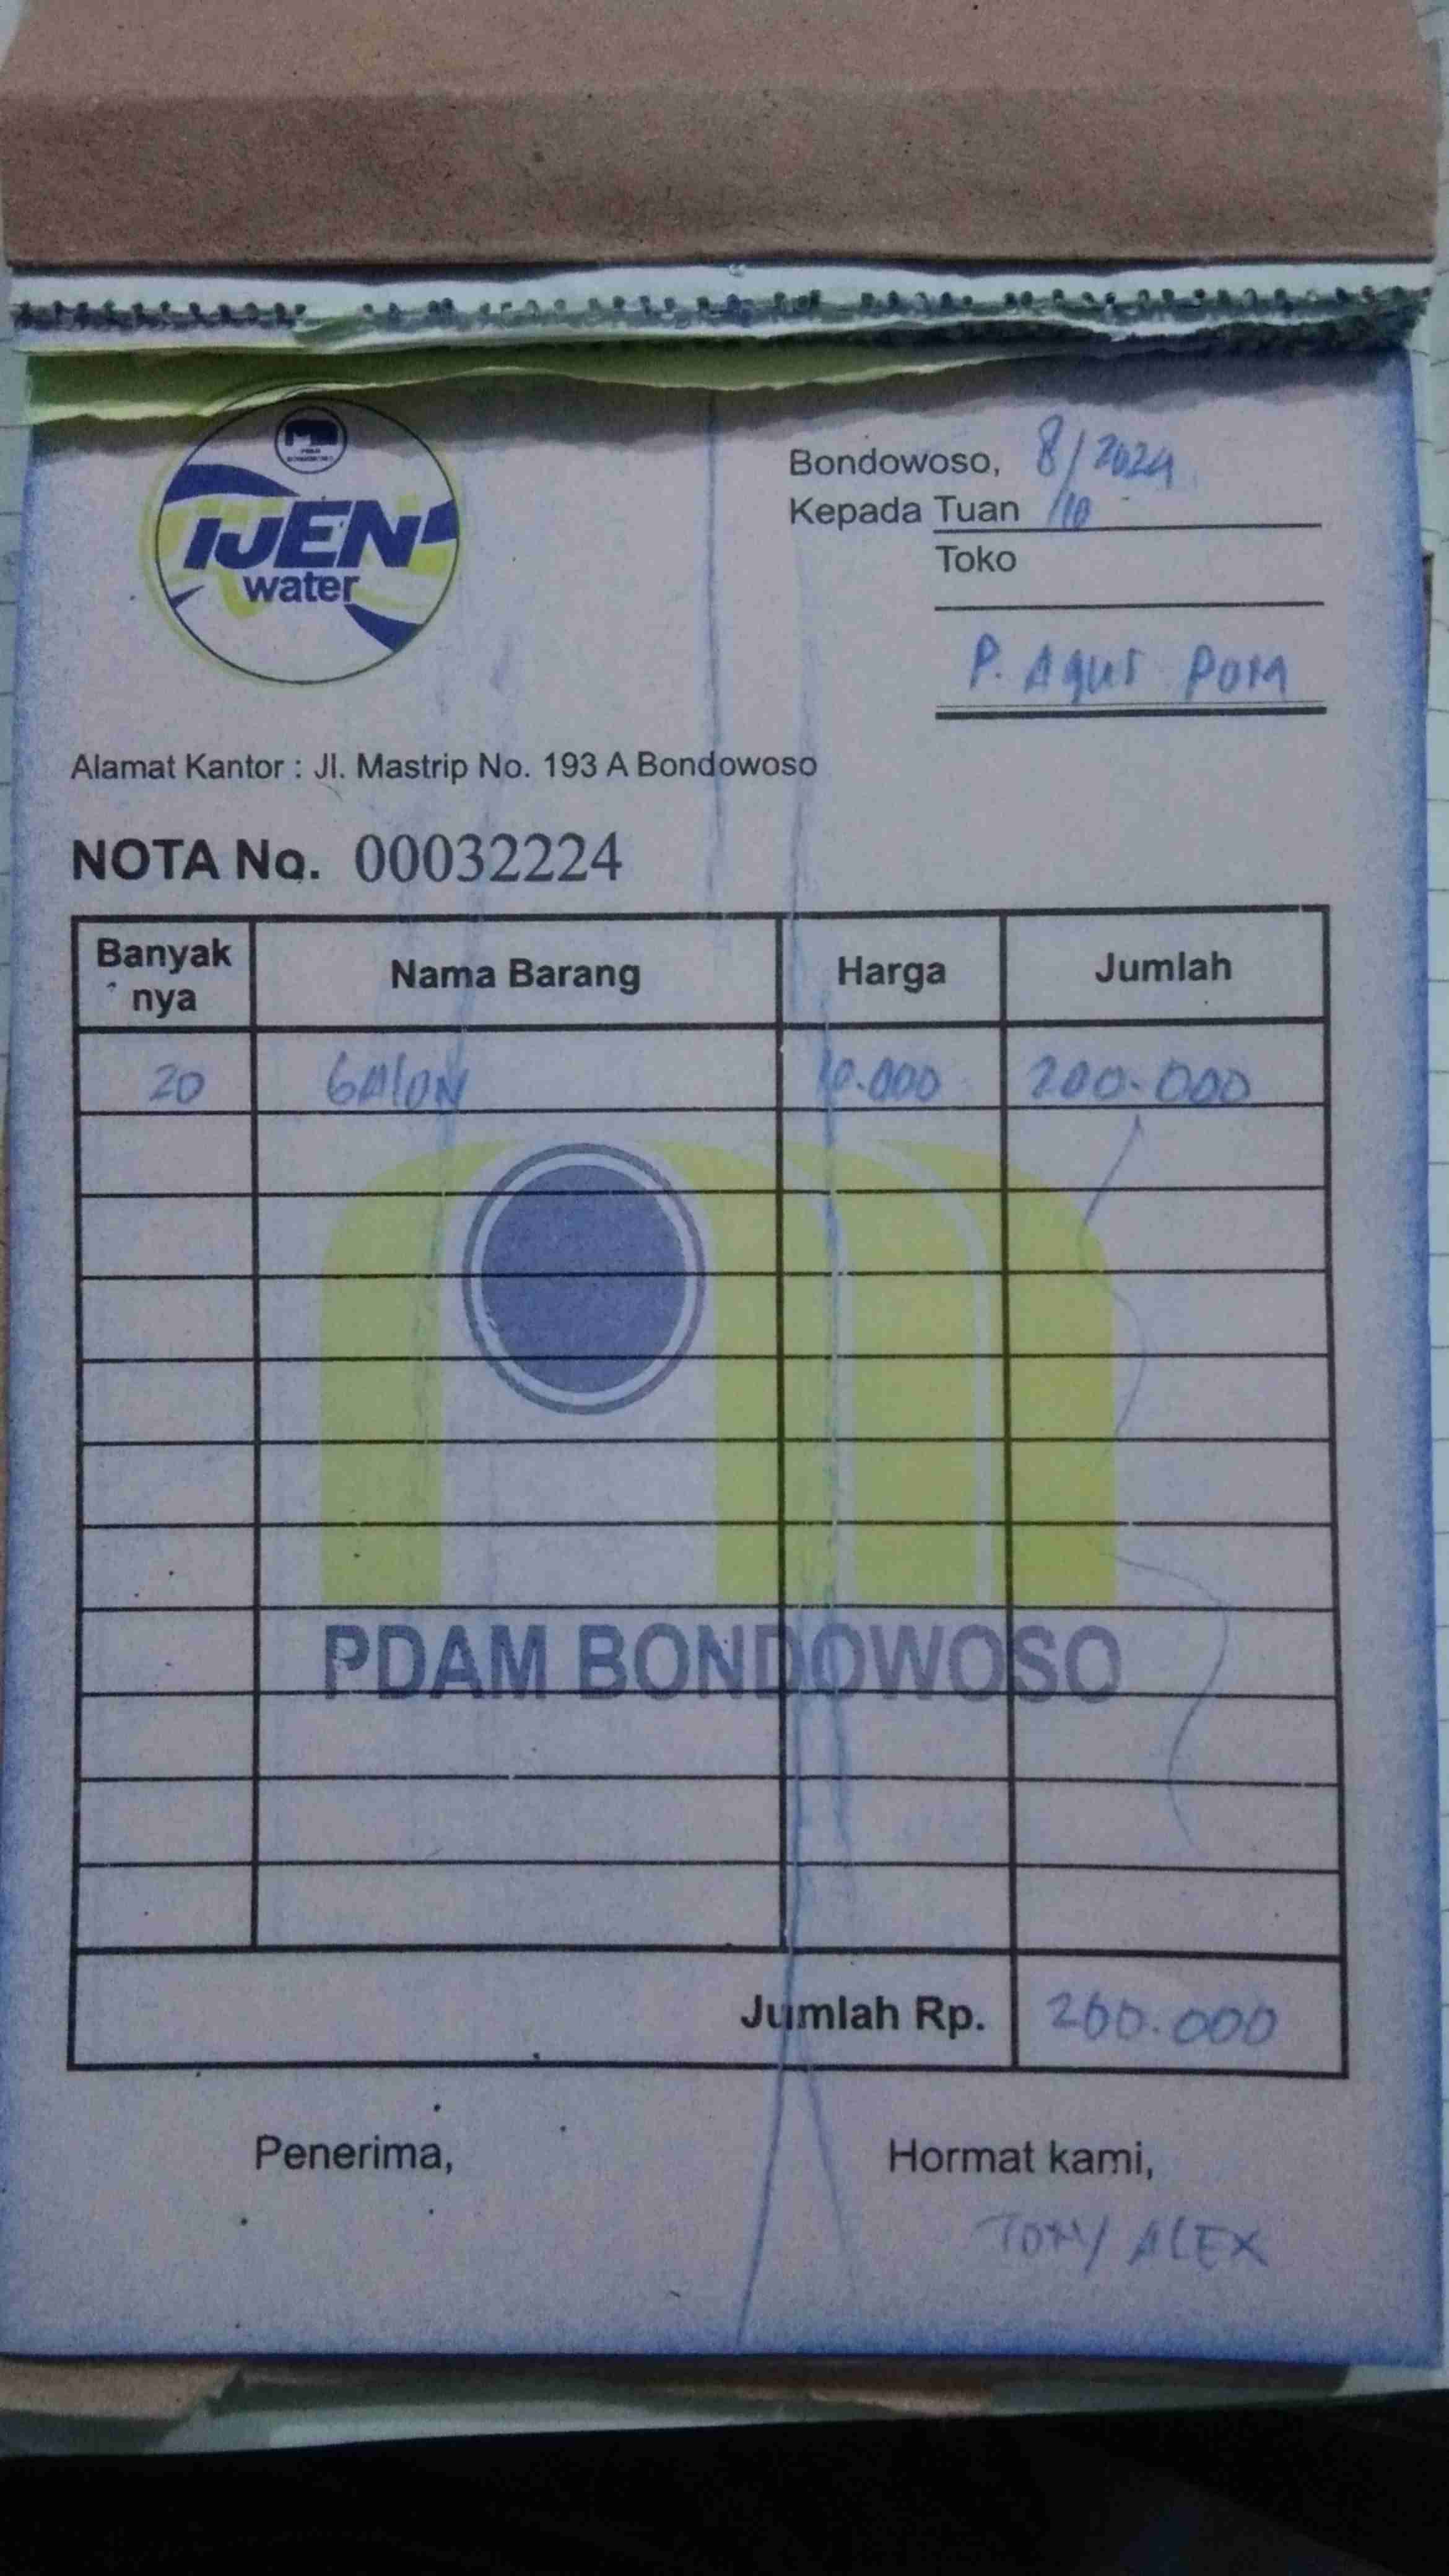 IJEN
water
Bondowoso, 8/2024
Kepada Tuan /10
Toko
P. Agus
Alamat Kantor : Jl. Mastrip No. 193 A Bondowoso
NOTA No. 00032224
Banyak nya Nama Barang Harga Jumlah
20 GAlON 10.000 200.000
PDAM BONDOWOSO
Jumlah Rp. 200.000
Penerima, Hormat kami,
TONY ALEX